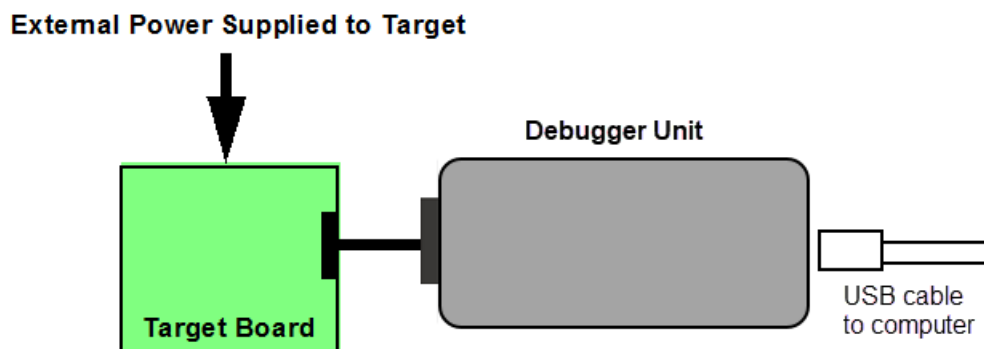 External Power Supplied to Target
Debugger Unit
USB cable
to computer
Target Board